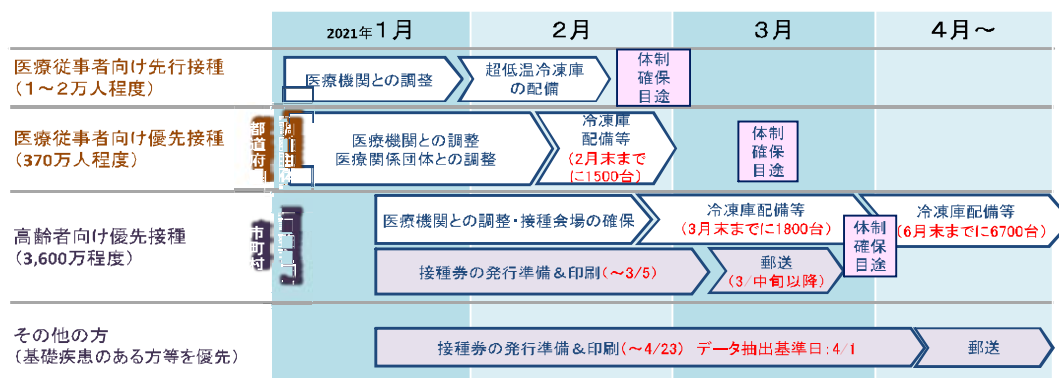 2021年1月
2月
3月
4月～
医療従事者向け先行接種
（1～2万人程度）
医療機関との調整
超低温冷凍庫
の配備
体制
確保
目途
医療従事者向け優先接種
（370万人程度）
都道府
医療機関との調整
医療関係団体との調整
冷凍庫
配備等
（2月末まで
に1500台）
体制
確保
目途
高齢者向け優先接種
（3,600万程度）
市町村
医療機関との調整・接種会場の確保
冷凍庫配備等
（3月末までに1800台）
冷凍庫配備等
（6月末までに6700台）
体制
確保
目途
接種券の発行準備＆印刷（～3/5）
郵送
（3/中旬以降）
その他の方
（基礎疾患のある方等を優先）
接種券の発行準備＆印刷（～4/23） データ抽出基準日：4/1
郵送